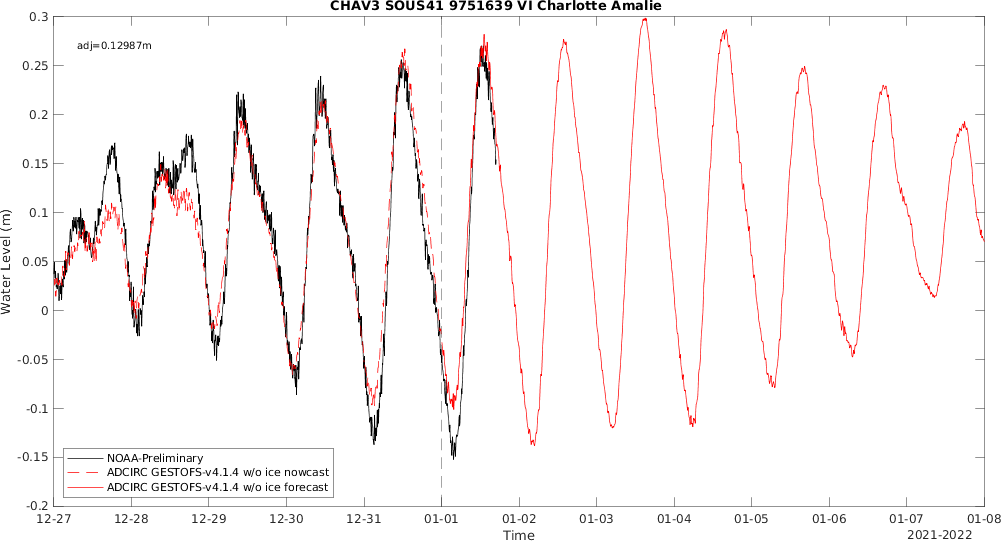 CHAV3 SOUS41 9751639 VI Charlotte Amalie
adj=0.12987m
0.3
0.25
0.2
0.15
0.1
0.05
0
-0.05
-0.1
-0.15
-0.2
Water Level (m)
NOAA-Preliminary
ADCIRC GESTOFS-v4.1.4 w/o ice nowcast
ADCIRC GESTOFS-v4.1.4 w/o ice forecast
12-27 12-28 12-29 12-30 12-31 01-01 01-02 01-03 01-04 01-05 01-06 01-07 01-08
Time
2021-2022